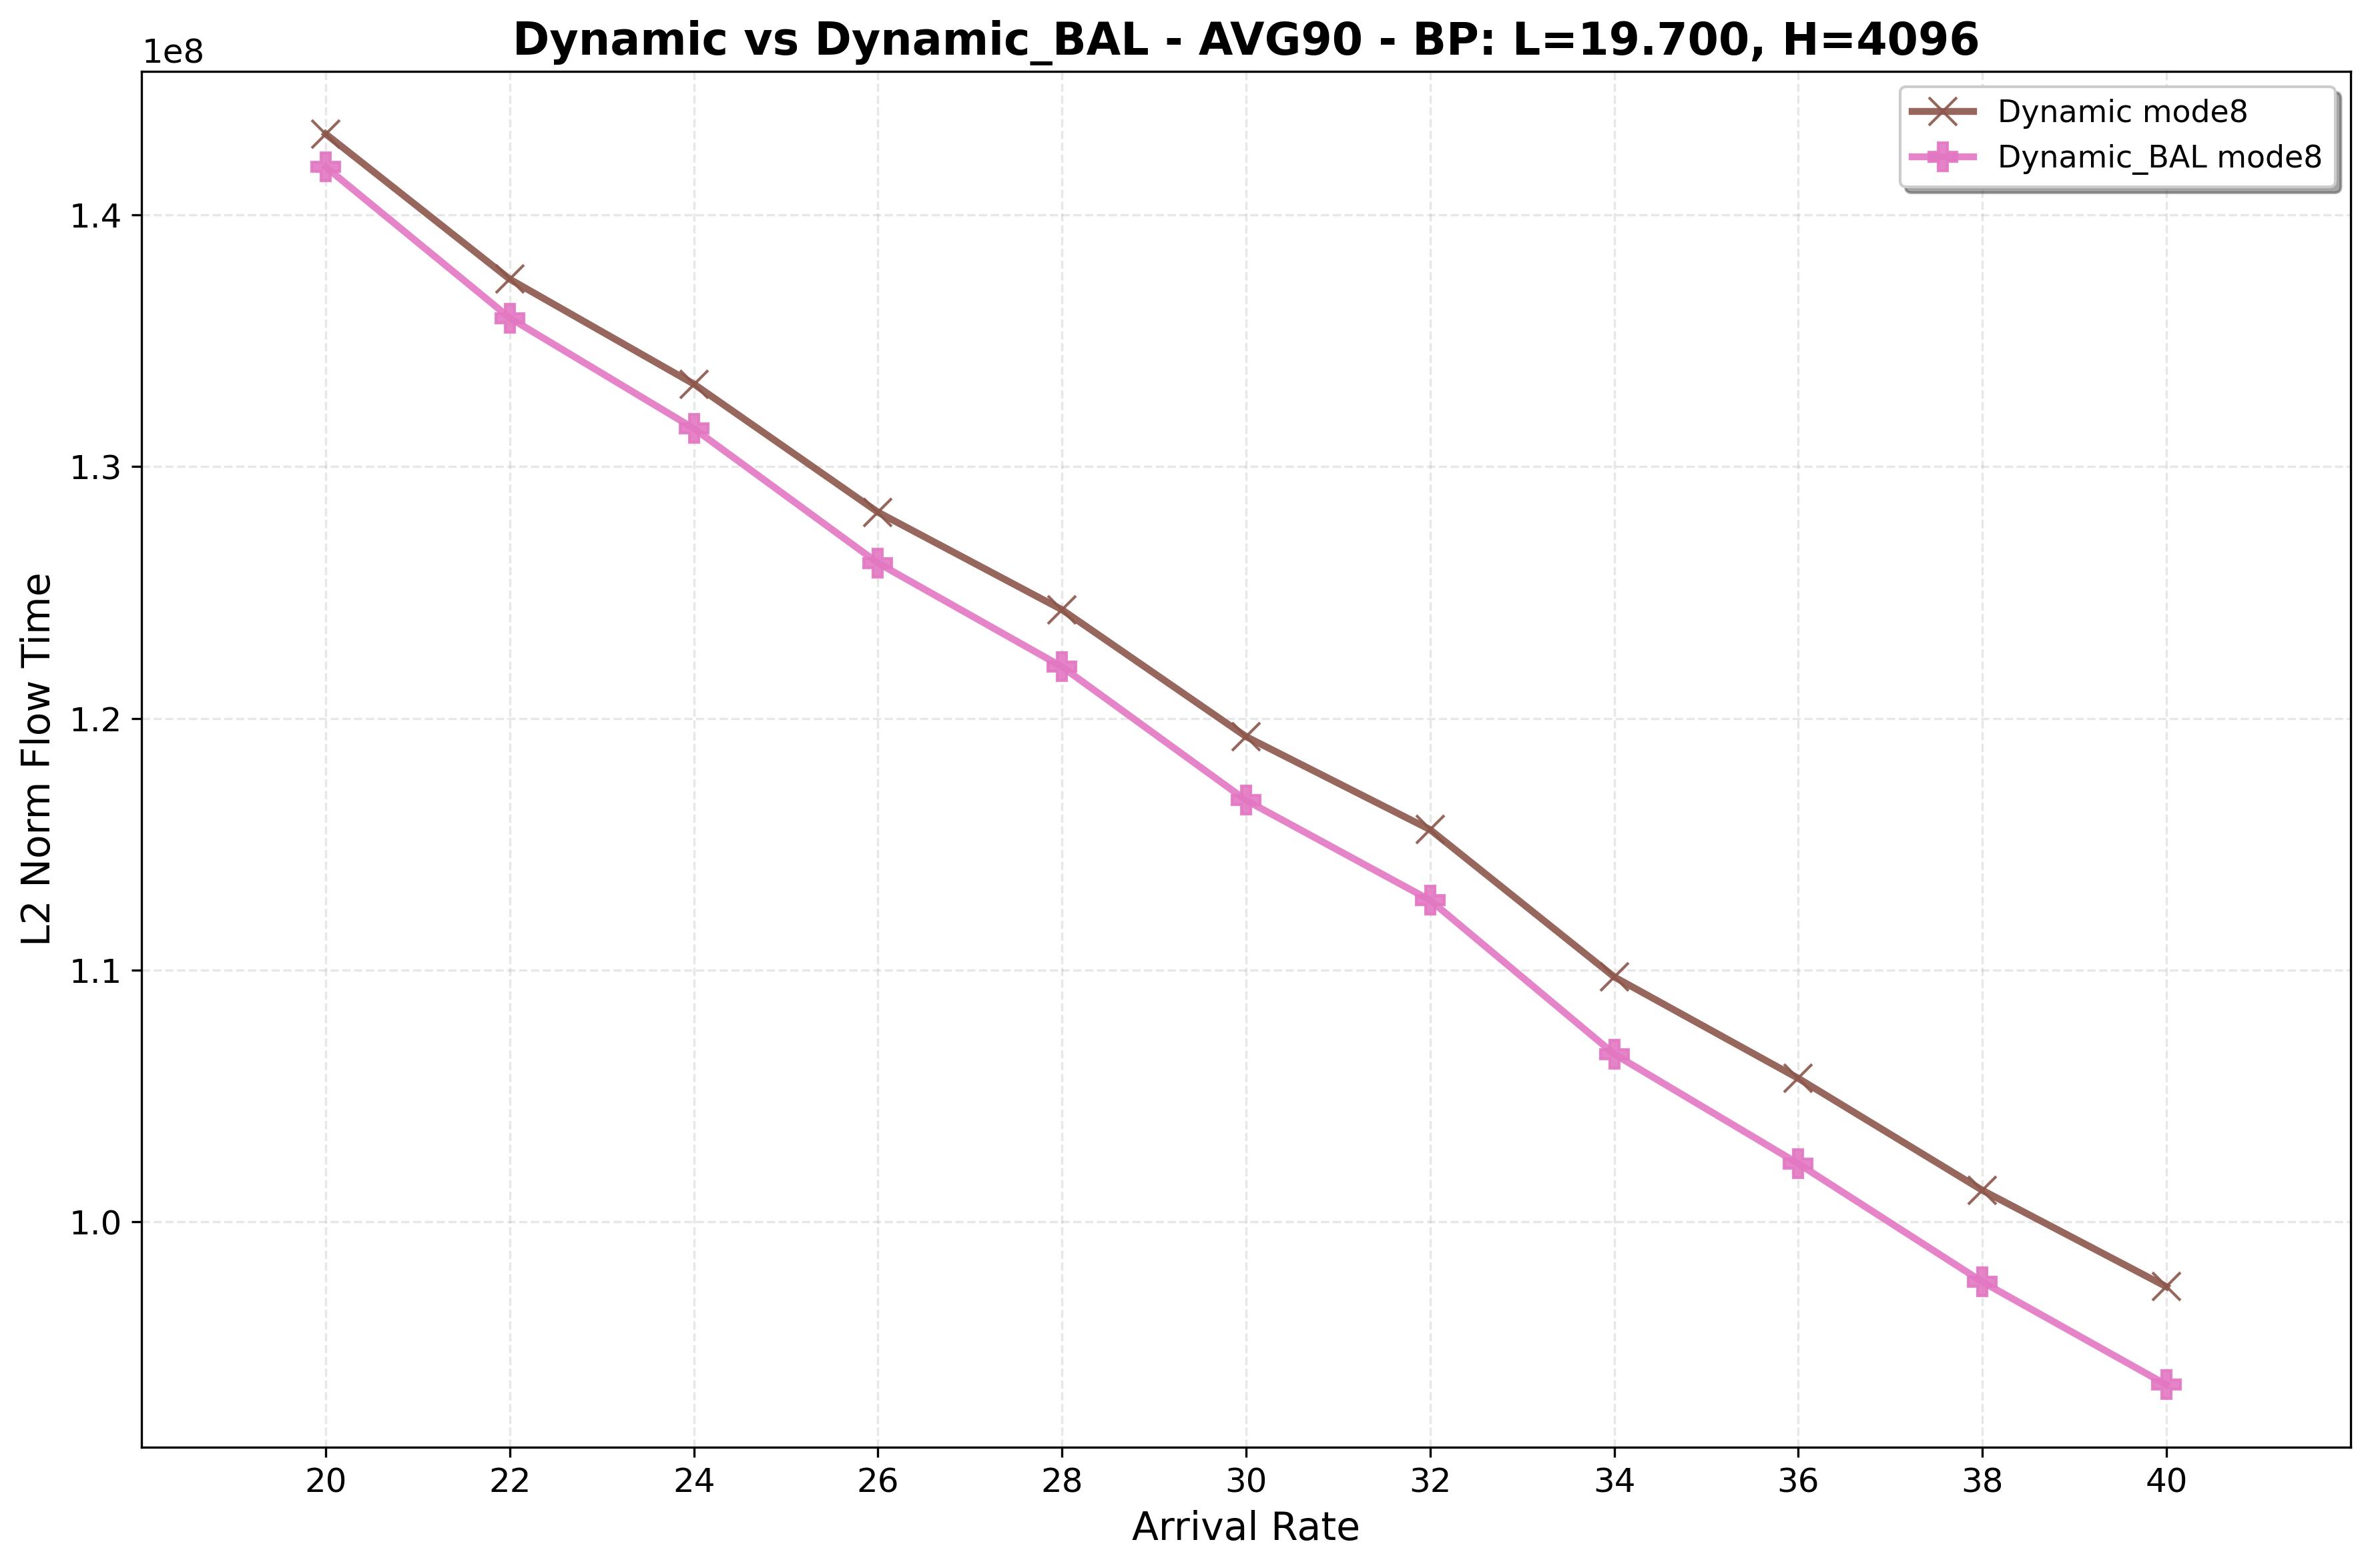 Dynamic vs Dynamic_BAL - AVG90 - BP: L=19.700, H=4096
1e8
Dynamic mode8
Dynamic_BAL mode8
1.4
1.3
1.2
1.1
1.0
L2 Norm Flow Time
20 22 24 26 28 30 32 34 36 38 40
Arrival Rate